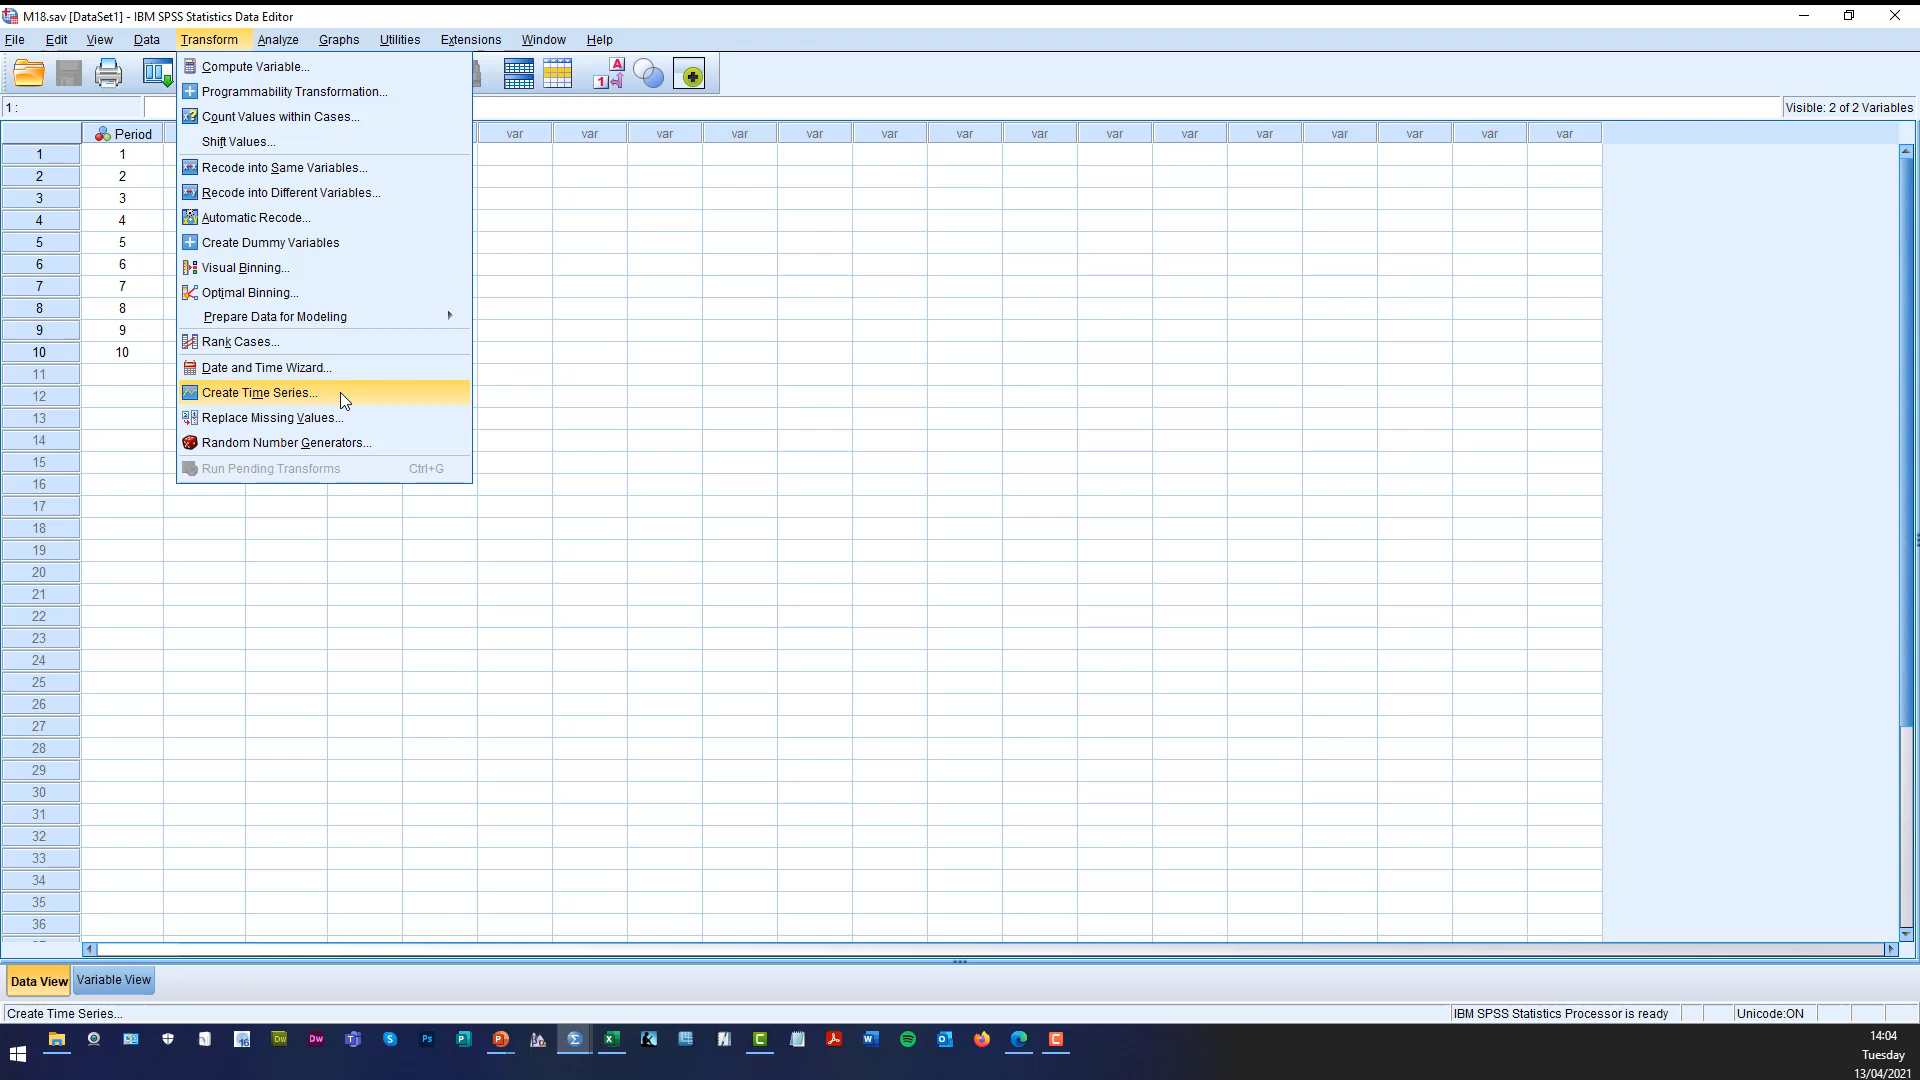 M18.sav [DataSet1] - IBM SPSS Statistics Data Editor
File Edit View Data Transform Analyze Graphs Utilities Extensions Window Help
1 :
Visible: 2 of 2 Variables
Period var var var var var var var var var var var var var var var
Compute Variable...
Programmability Transformation...
Count Values within Cases...
Shift Values...
Recode into Same Variables...
Recode into Different Variables...
Automatic Recode...
Create Dummy Variables
Visual Binning...
Optimal Binning...
Prepare Data for Modeling
Rank Cases...
Date and Time Wizard...
Create Time Series...
Replace Missing Values...
Random Number Generators...
Run Pending Transforms Ctrl+G
1 1
2 2
3 3
4 4
5 5
6 6
7 7
8 8
9 9
10 10
11
12
13
14
15
16
17
18
19
20
21
22
23
24
25
26
27
28
29
30
31
32
33
34
35
36
Data View Variable View
Create Time Series...
IBM SPSS Statistics Processor is ready
Unicode:ON
14:04
Tuesday
13/04/2021